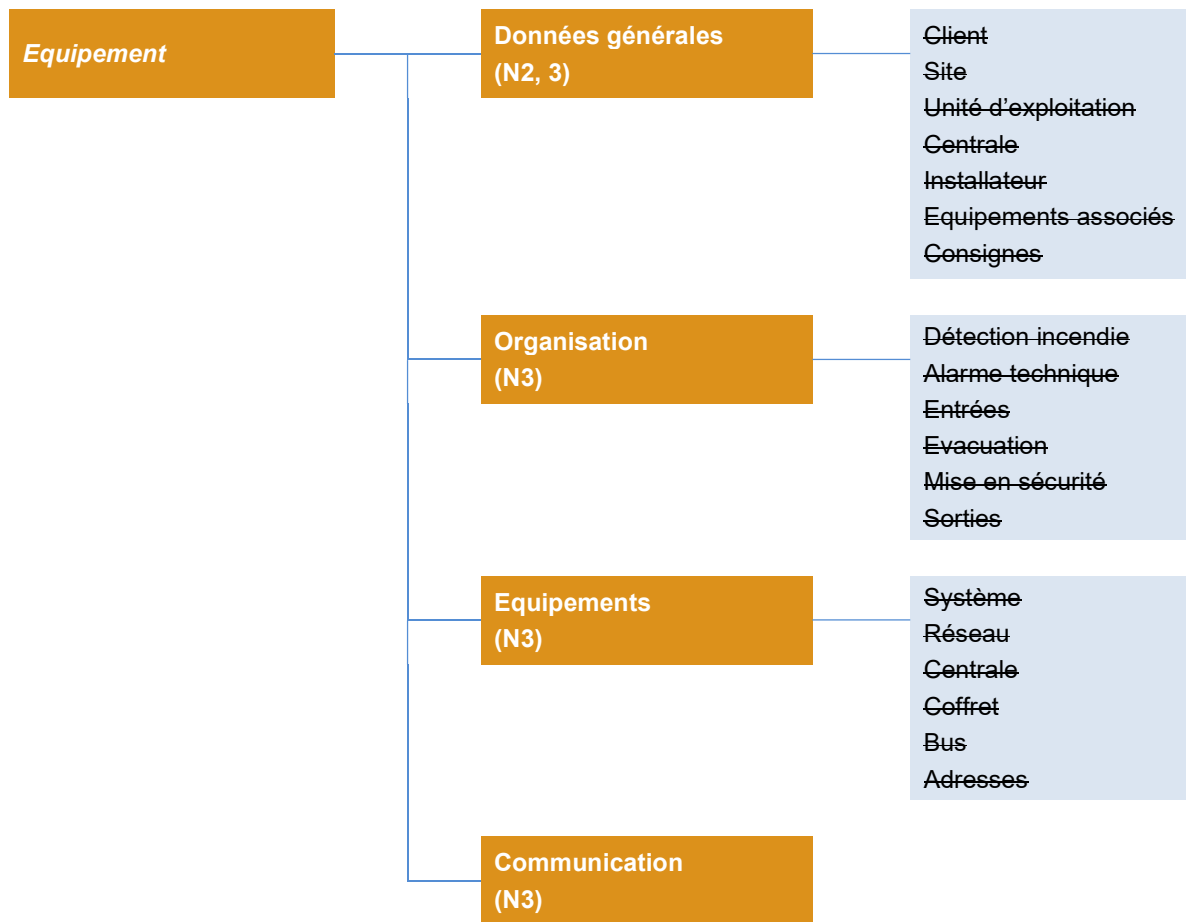 Equipement
Données générales
(N2, 3)
Client
Site
Unité d'exploitation
Centrale
Installateur
Equipements associés
Consignes
Organisation
(N3)
Détection incendie
Alarme technique
Entrées
Evacuation
Mise en sécurité
Sorties
Equipements
(N3)
Système
Réseau
Centrale
Coffret
Bus
Adresses
Communication
(N3)